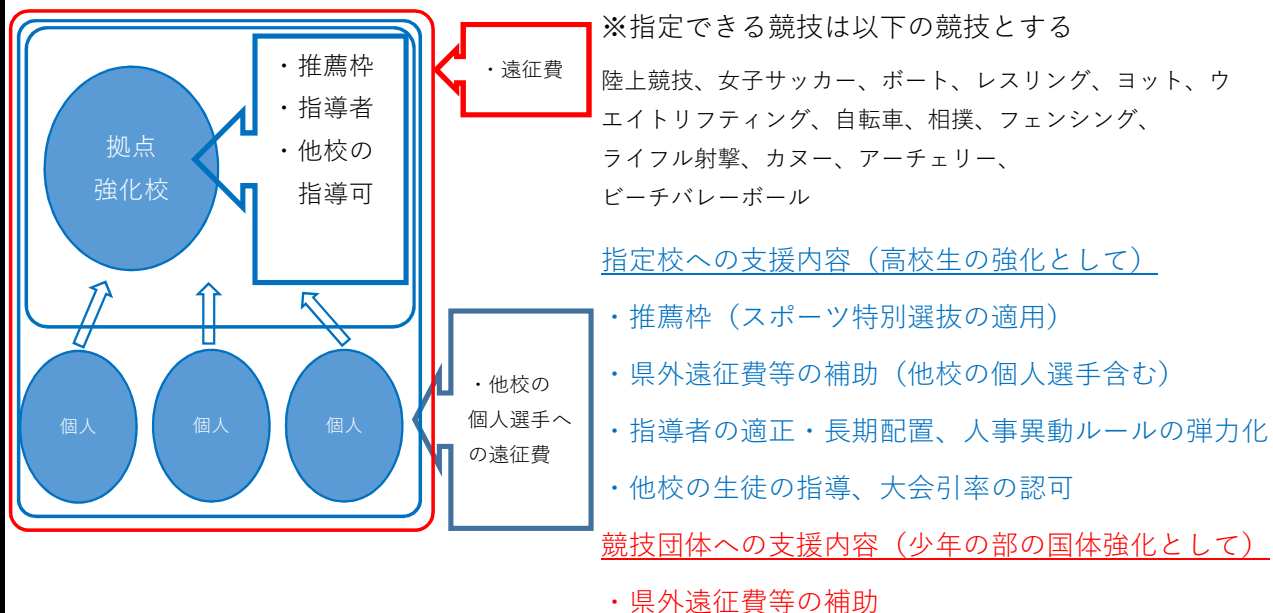 ・推薦枠
・指導者
・他校の
指導可
・遠征費
拠点
強化校
個人
個人
個人
・他校の
個人選手へ
の遠征費
※指定できる競技は以下の競技とする
陸上競技、女子サッカー、ボート、レスリング、ヨット、ウ
エイトリフティング、自転車、相撲、フェンシング、
ライフル射撃、カヌー、アーチェリー、
ビーチバレーボール
指定校への支援内容（高校生の強化として）
・推薦枠（スポーツ特別選抜の適用）
・県外遠征費等の補助（他校の個人選手含む）
・指導者の適正・長期配置、人事異動ルールの弾力化
・他校の生徒の指導、大会引率の認可
競技団体への支援内容（少年の部の国体強化として）
・県外遠征費等の補助